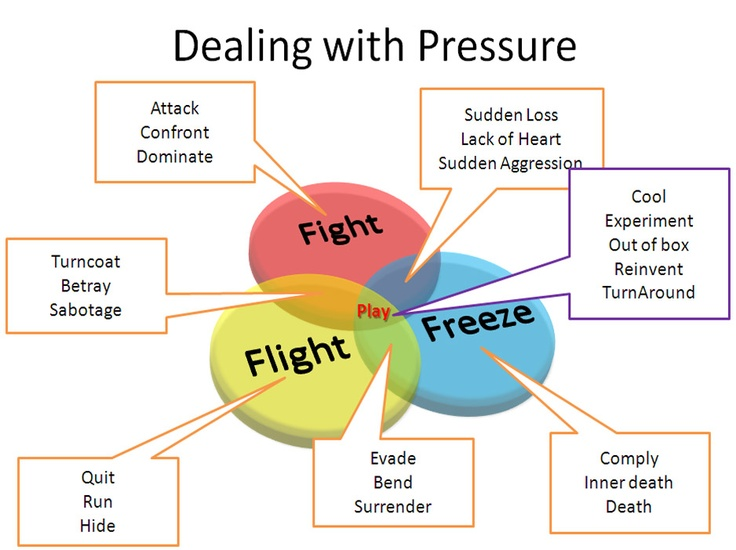 Dealing with Pressure
Attack
Confront
Dominate
Sudden Loss
Lack of Heart
Sudden Aggression
Cool
Experiment
Out of box
Reinvent
TurnAround
Fight
Turncoat
Betray
Sabotage
Play
Freeze
Flight
Quit
Run
Hide
Evade
Bend
Surrender
Comply
Inner death
Death